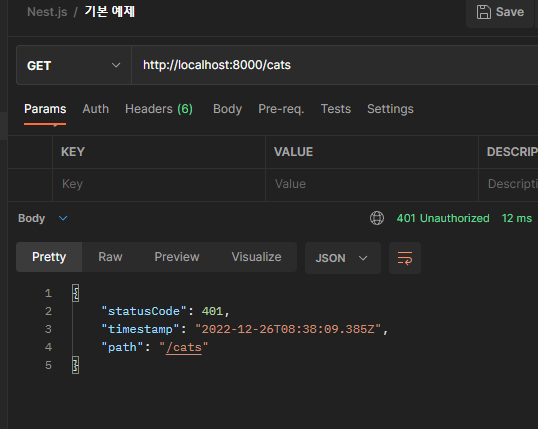 Nest.js / 기본 예제 Save
GET http://localhost:8000/cats
Params Auth Headers (6) Body Pre-req. Tests Settings
KEY VALUE DESCRIP
Key Value Descripti
Body 401 Unauthorized 12 ms
Pretty Raw Preview Visualize JSON
1 {
2 "statusCode": 401,
3 "timestamp": "2022-12-26T08:38:09.385Z",
4 "path": "/cats"
5 }